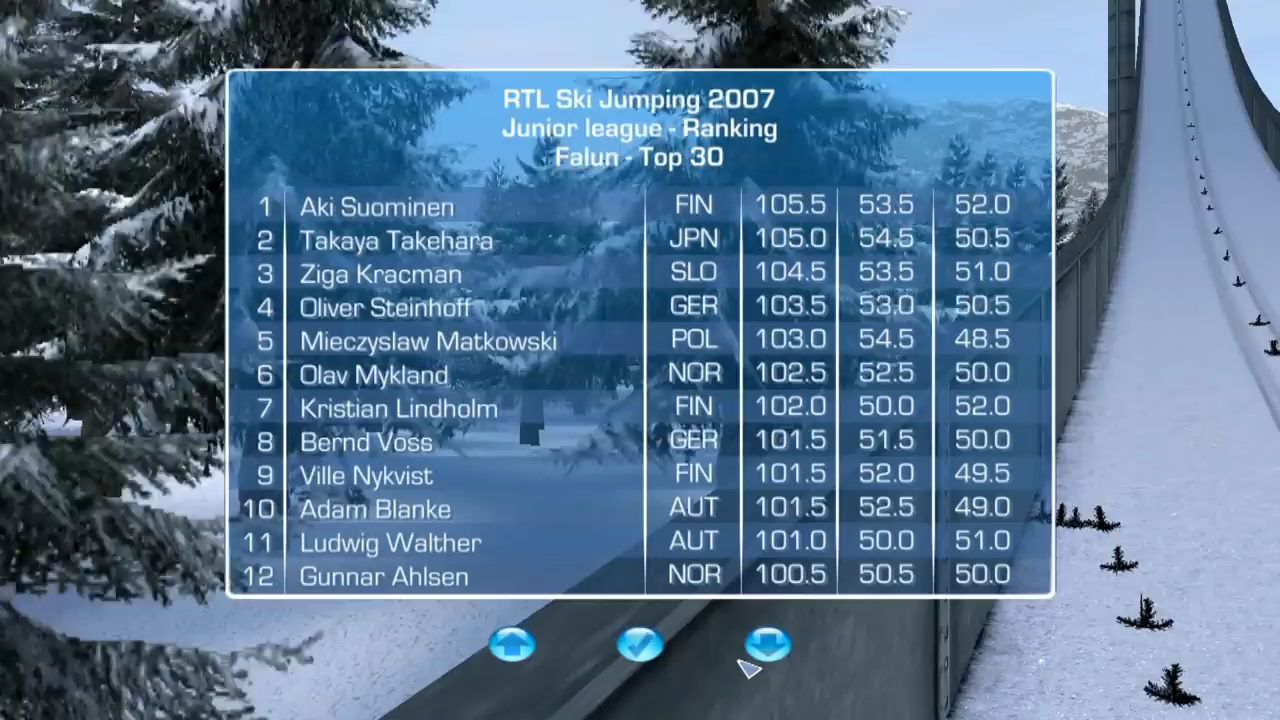 RTL Ski Jumping 2007
Junior league - Ranking
Falun - Top 30
1 Aki Suominen FIN 105.5 53.5 52.0
2 Takaya Takehara JPN 105.0 54.5 50.5
3 Ziga Kracman SLO 104.5 53.5 51.0
4 Oliver Steinhoff GER 103.5 53.0 50.5
5 Mieczyslaw Matkowski POL 103.0 54.5 48.5
6 Olav Mykland NOR 102.5 52.5 50.0
7 Kristian Lindholm FIN 102.0 50.0 52.0
8 Bernd Voss GER 101.5 51.5 50.0
9 Ville Nykvist FIN 101.5 52.0 49.5
10 Adam Blanke AUT 101.5 52.5 49.0
11 Ludwig Walther AUT 101.0 50.0 51.0
12 Gunnar Ahlsen NOR 100.5 50.5 50.0